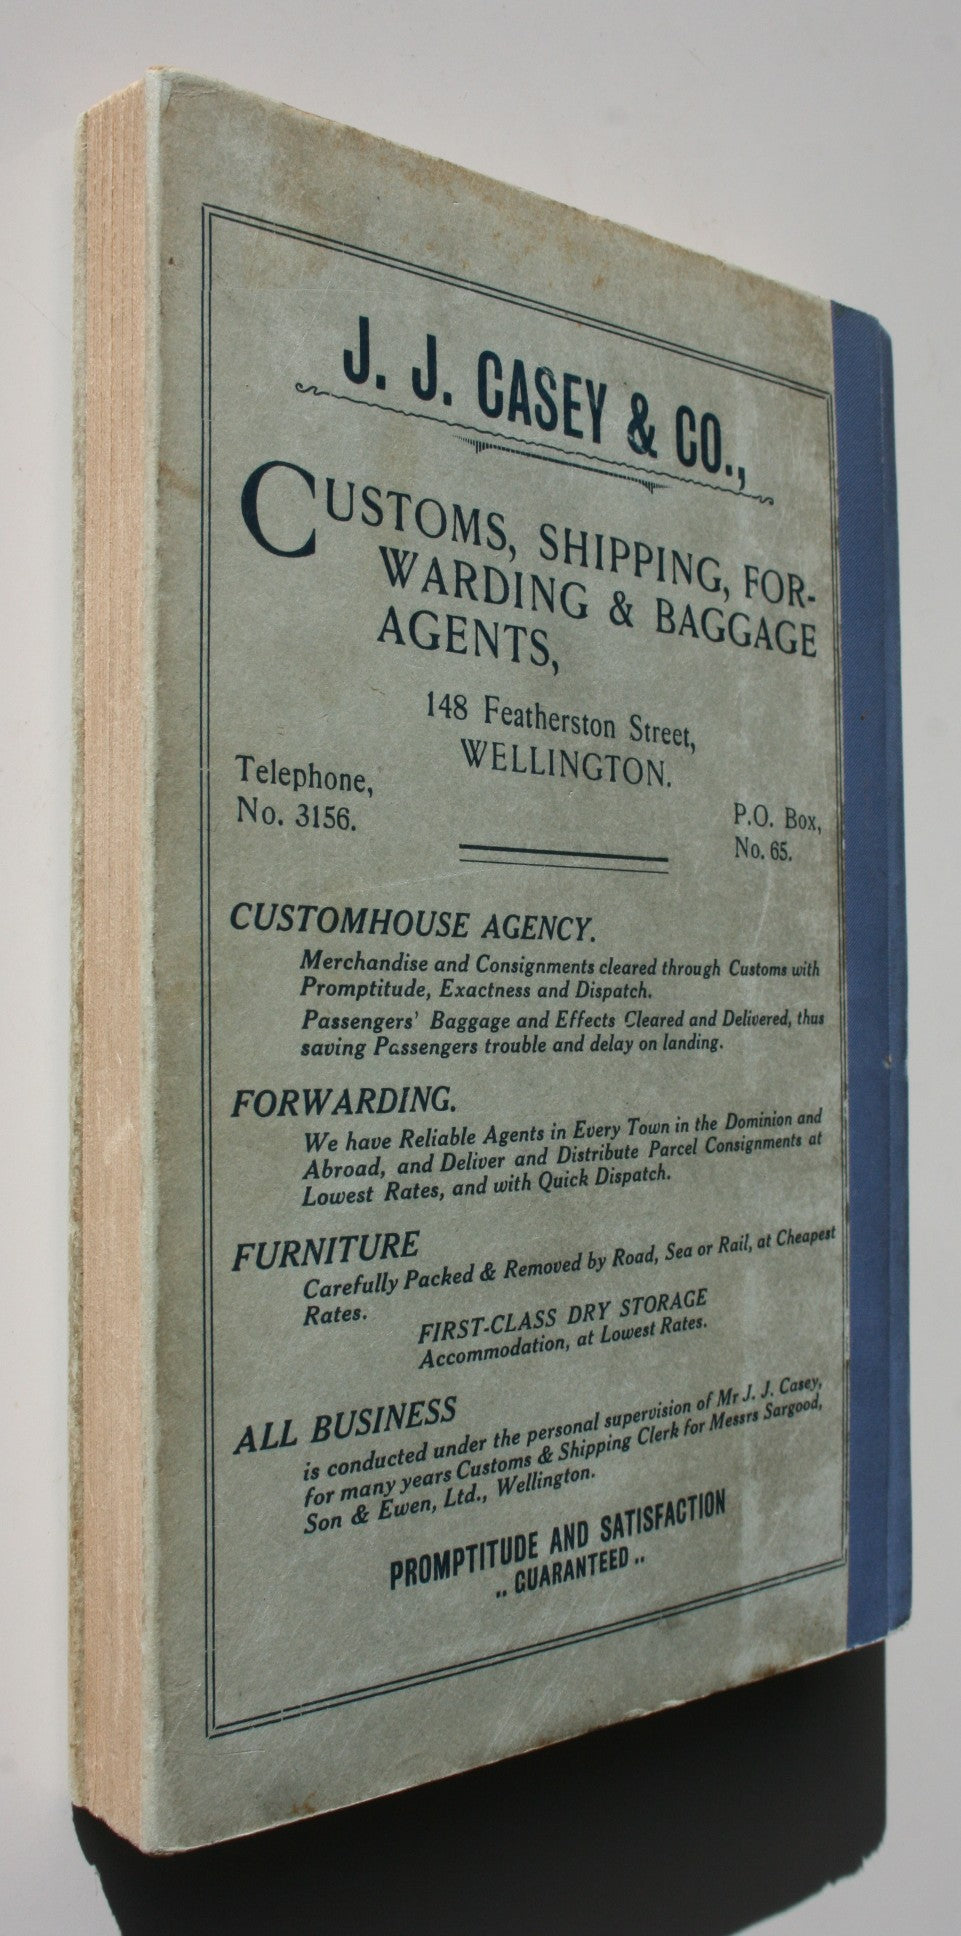 J. J. CASEY & CO.,
CUSTOMS, SHIPPING, FOR-
WARDING & BAGGAGE
AGENTS,
148 Featherston Street,
WELLINGTON.
Telephone,
No. 3156.
P.O. Box,
No. 65.
CUSTOMHOUSE AGENCY.
Merchandise and Consignments cleared through Customs with
Promptitude, Exactness and Dispatch.
Passengers' Baggage and Effects Cleared and Delivered, thus
saving Passengers trouble and delay on landing.
FORWARDING.
We have Reliable Agents in Every Town in the Dominion and
Abroad, and Deliver and Distribute Parcel Consignments at
Lowest Rates, and with Quick Dispatch.
FURNITURE
Carefully Packed & Removed by Road, Sea or Rail, at Cheapest
Rates.
FIRST-CLASS DRY STORAGE
Accommodation, at Lowest Rates.
ALL BUSINESS
is conducted under the personal supervision of Mr J. J. Casey,
for many years Customs & Shipping Clerk for Messrs Sargood,
Son & Ewen, Ltd., Wellington.
PROMPTITUDE AND SATISFACTION
.. GUARANTEED ..